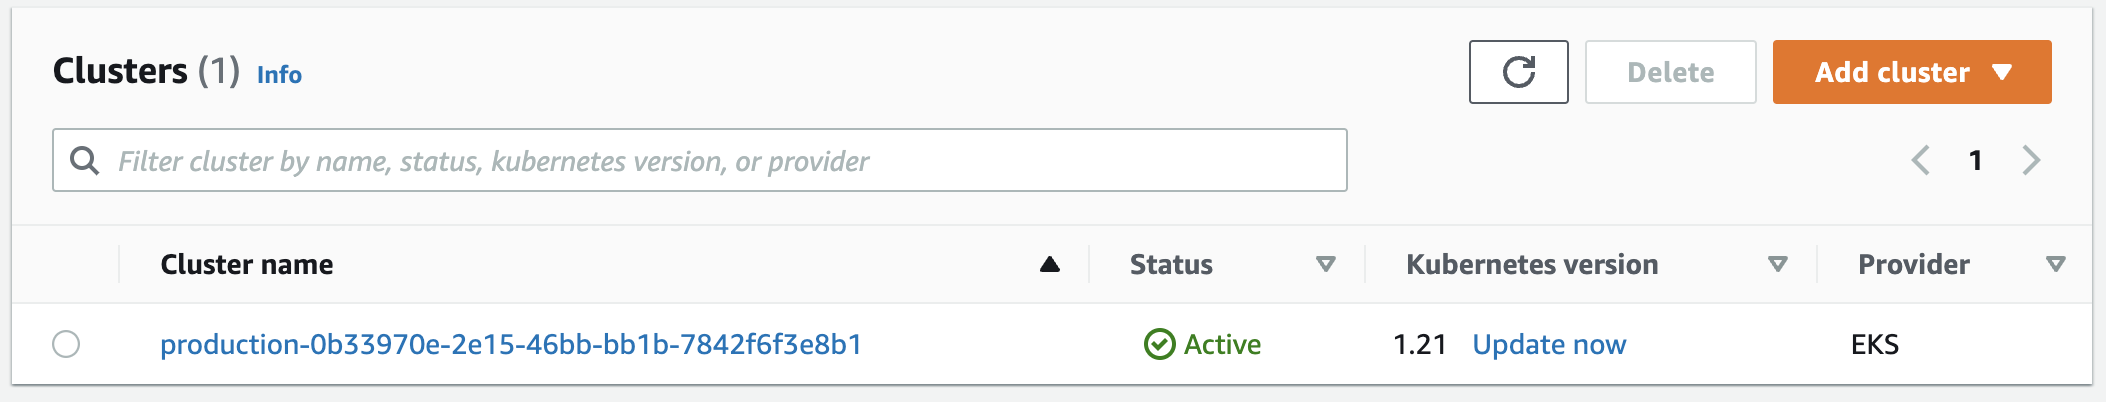 Clusters (1) Info
Delete
Add cluster
Filter cluster by name, status, kubernetes version, or provider
1
Cluster name Status Kubernetes version Provider
production-0b33970e-2e15-46bb-bb1b-7842f6f3e8b1 Active 1.21 Update now EKS